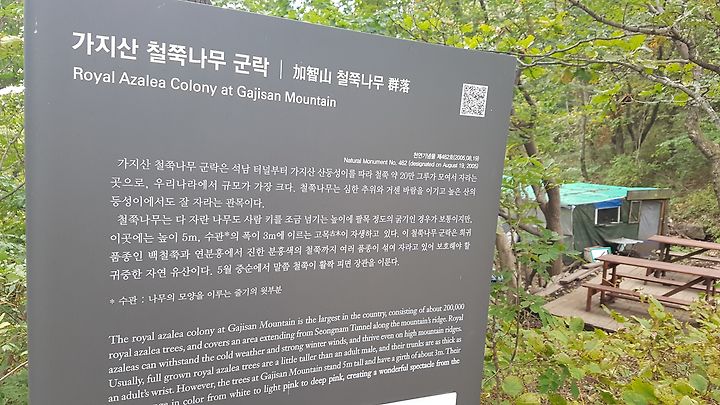 가지산 철쭉나무 군락 | 加智山 철쭉나무 群落
Royal Azalea Colony at Gajisan Mountain
천연기념물 제462호(2005.08.19)
Natural Monument No. 462 (designated on August 19, 2005)
가지산 철쭉나무 군락은 석남 터널부터 가지산 산등성이를 따라 철쭉 약 20만 그루가 모여서 자라는
곳으로, 우리나라에서 규모가 가장 크다. 철쭉나무는 심한 추위와 거센 바람을 이기고 높은 산의
등성이에서도 잘 자라는 관목이다.
철쭉나무는 다 자란 나무도 사람 키를 조금 넘기는 높이에 팔목 정도의 굵기인 경우가 보통이지만,
이곳에는 높이 5m, 수관*의 폭이 3m에 이르는 고목古木이 자생하고 있다. 이 철쭉나무 군락은 희귀
품종인 백철쭉과 연분홍에서 진한 분홍색의 철쭉까지 여러 품종이 섞여 자라고 있어 보호해야 할
귀중한 자연 유산이다. 5월 중순에서 말쯤 철쭉이 활짝 피면 장관을 이룬다.
* 수관 : 나무의 모양을 이루는 줄기의 윗부분
The royal azalea colony at Gajisan Mountain is the largest in the country, consisting of about 200,000
royal azalea trees, and covers an area extending from Seongnam Tunnel along the mountain's ridge. Royal
azaleas can withstand the cold weather and strong winter winds, and thrive even on high mountain ridges.
Usually, full grown royal azalea trees are a little taller than an adult male, and their trunks are as thick as
an adult's wrist. However, the trees at Gajisan Mountain stand 5m tall and have a girth of about 3m. Their
in color from white to light pink to deep pink, creating a wonderful spectacle from the